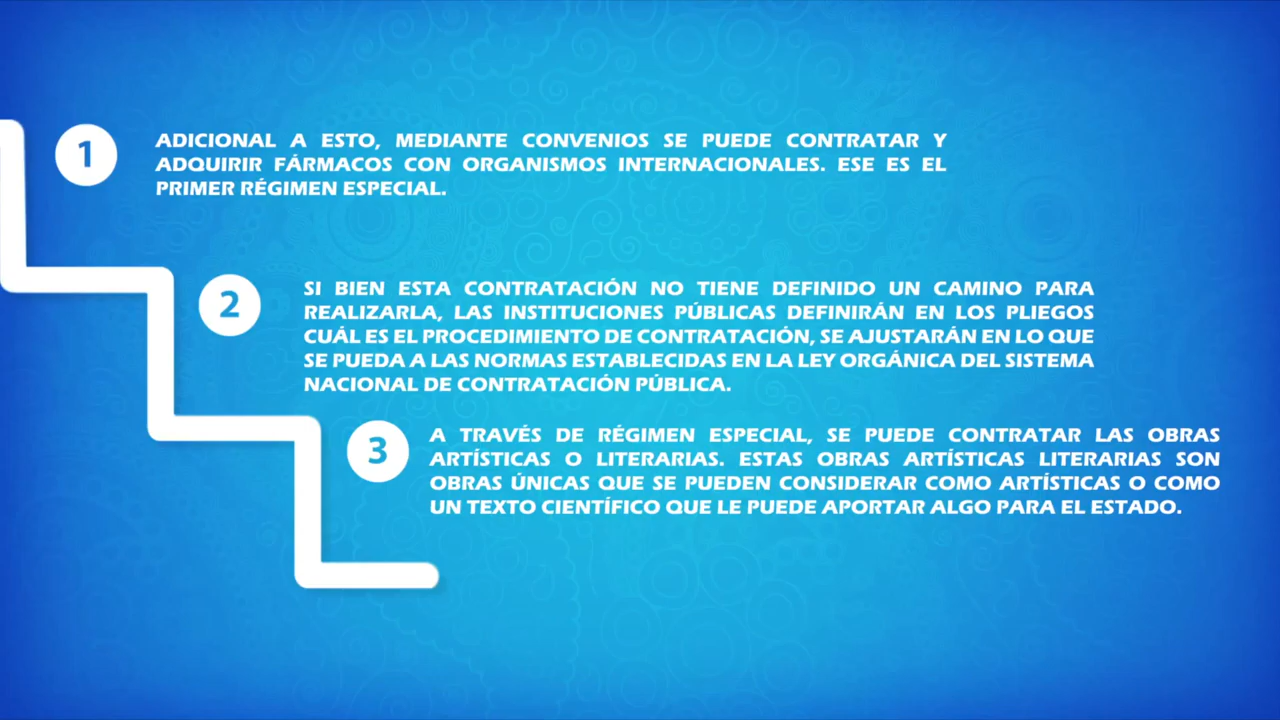 1
ADICIONAL A ESTO, MEDIANTE CONVENIOS SE PUEDE CONTRATAR Y
ADQUIRIR FÁRMACOS CON ORGANISMOS INTERNACIONALES. ESE ES EL
PRIMER RÉGIMEN ESPECIAL.
2
SI BIEN ESTA CONTRATACIÓN NO TIENE DEFINIDO UN CAMINO PARA
REALIZARLA, LAS INSTITUCIONES PÚBLICAS DEFINIRÁN EN LOS PLIEGOS
CUÁL ES EL PROCEDIMIENTO DE CONTRATACIÓN, SE AJUSTARÁN EN LO QUE
SE PUEDA A LAS NORMAS ESTABLECIDAS EN LA LEY ORGÁNICA DEL SISTEMA
NACIONAL DE CONTRATACIÓN PÚBLICA.
3
A TRAVÉS DE RÉGIMEN ESPECIAL, SE PUEDE CONTRATAR LAS OBRAS
ARTÍSTICAS O LITERARIAS. ESTAS OBRAS ARTÍSTICAS LITERARIAS SON
OBRAS ÚNICAS QUE SE PUEDEN CONSIDERAR COMO ARTÍSTICAS O COMO
UN TEXTO CIENTÍFICO QUE LE PUEDE APORTAR ALGO PARA EL ESTADO.